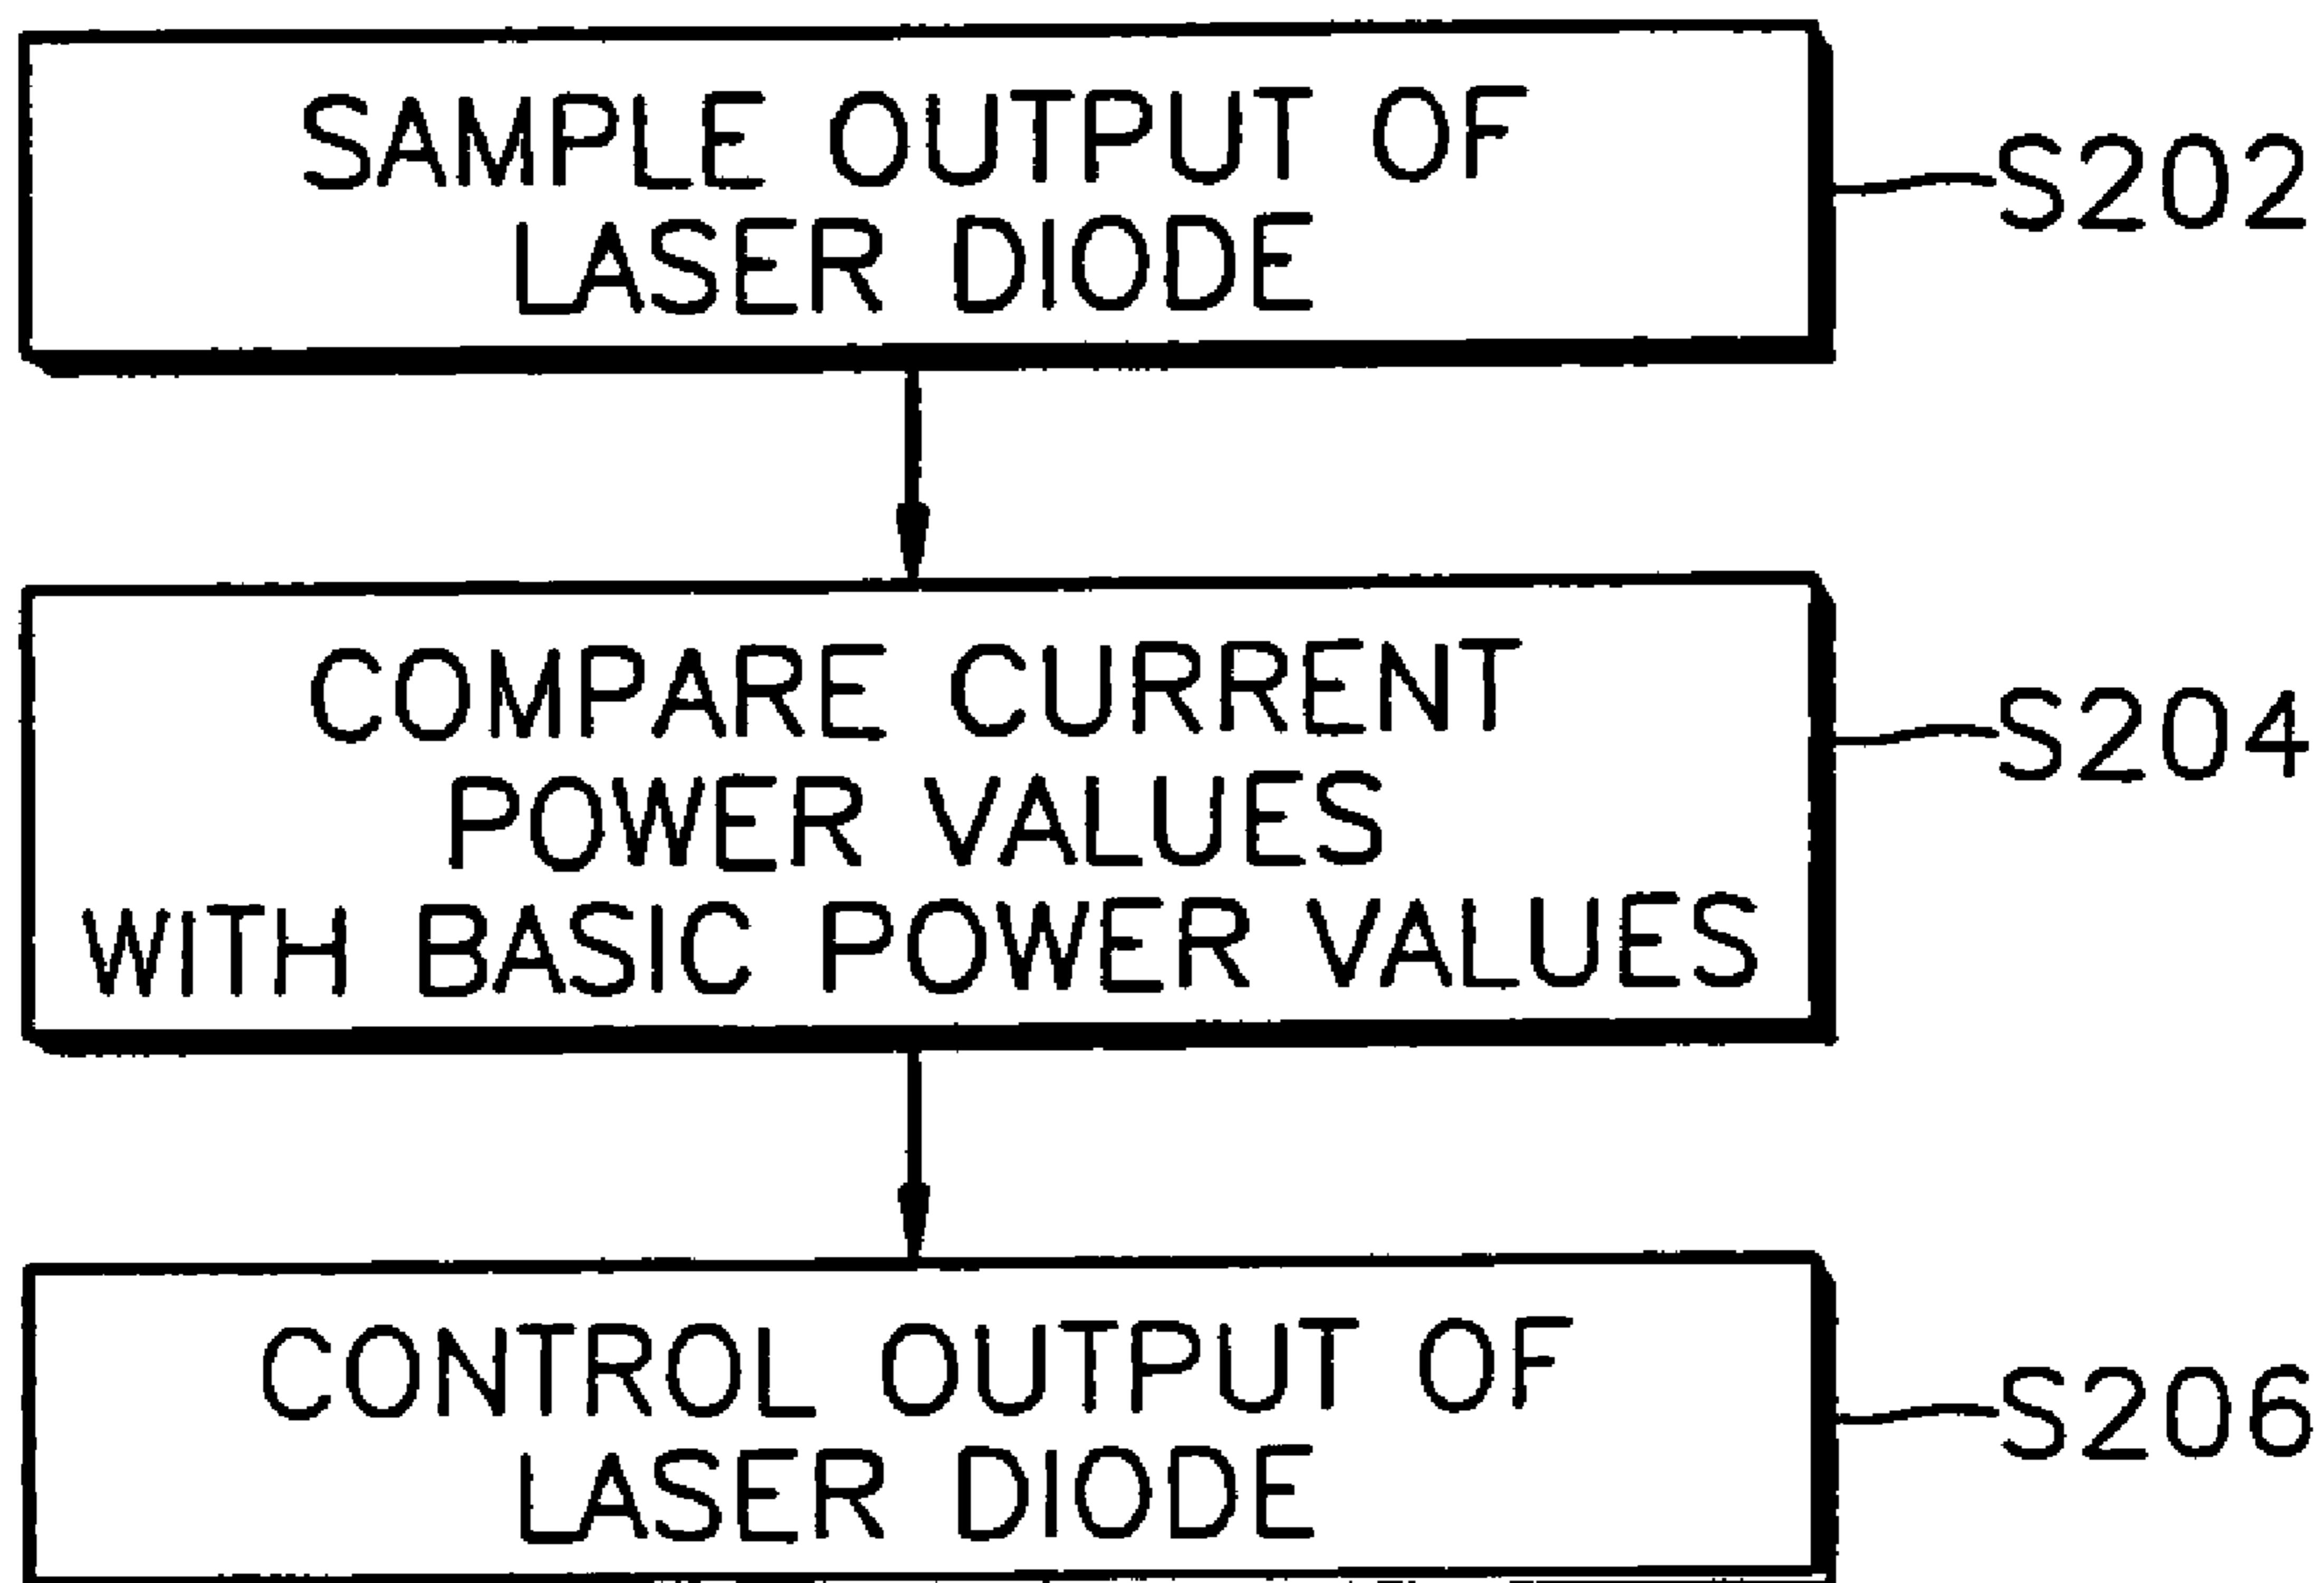 SAMPLE OUTPUT OF
LASER DIODE
S202
COMPARE CURRENT
POWER VALUES
WITH BASIC POWER VALUES
S204
CONTROL OUTPUT OF
LASER DIODE
S206